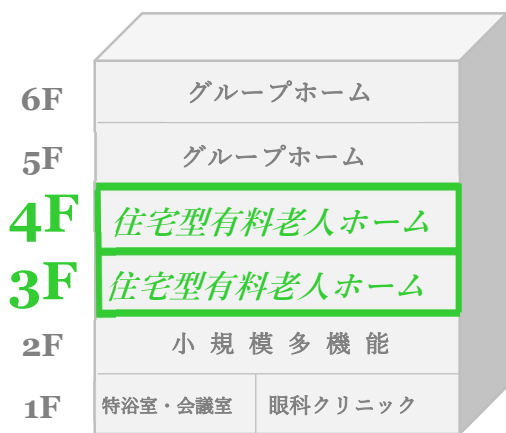 6F グループホーム
5F グループホーム
4F 住宅型有料老人ホーム
3F 住宅型有料老人ホーム
2F 小規模多機能
1F 特浴室・会議室 眼科クリニック